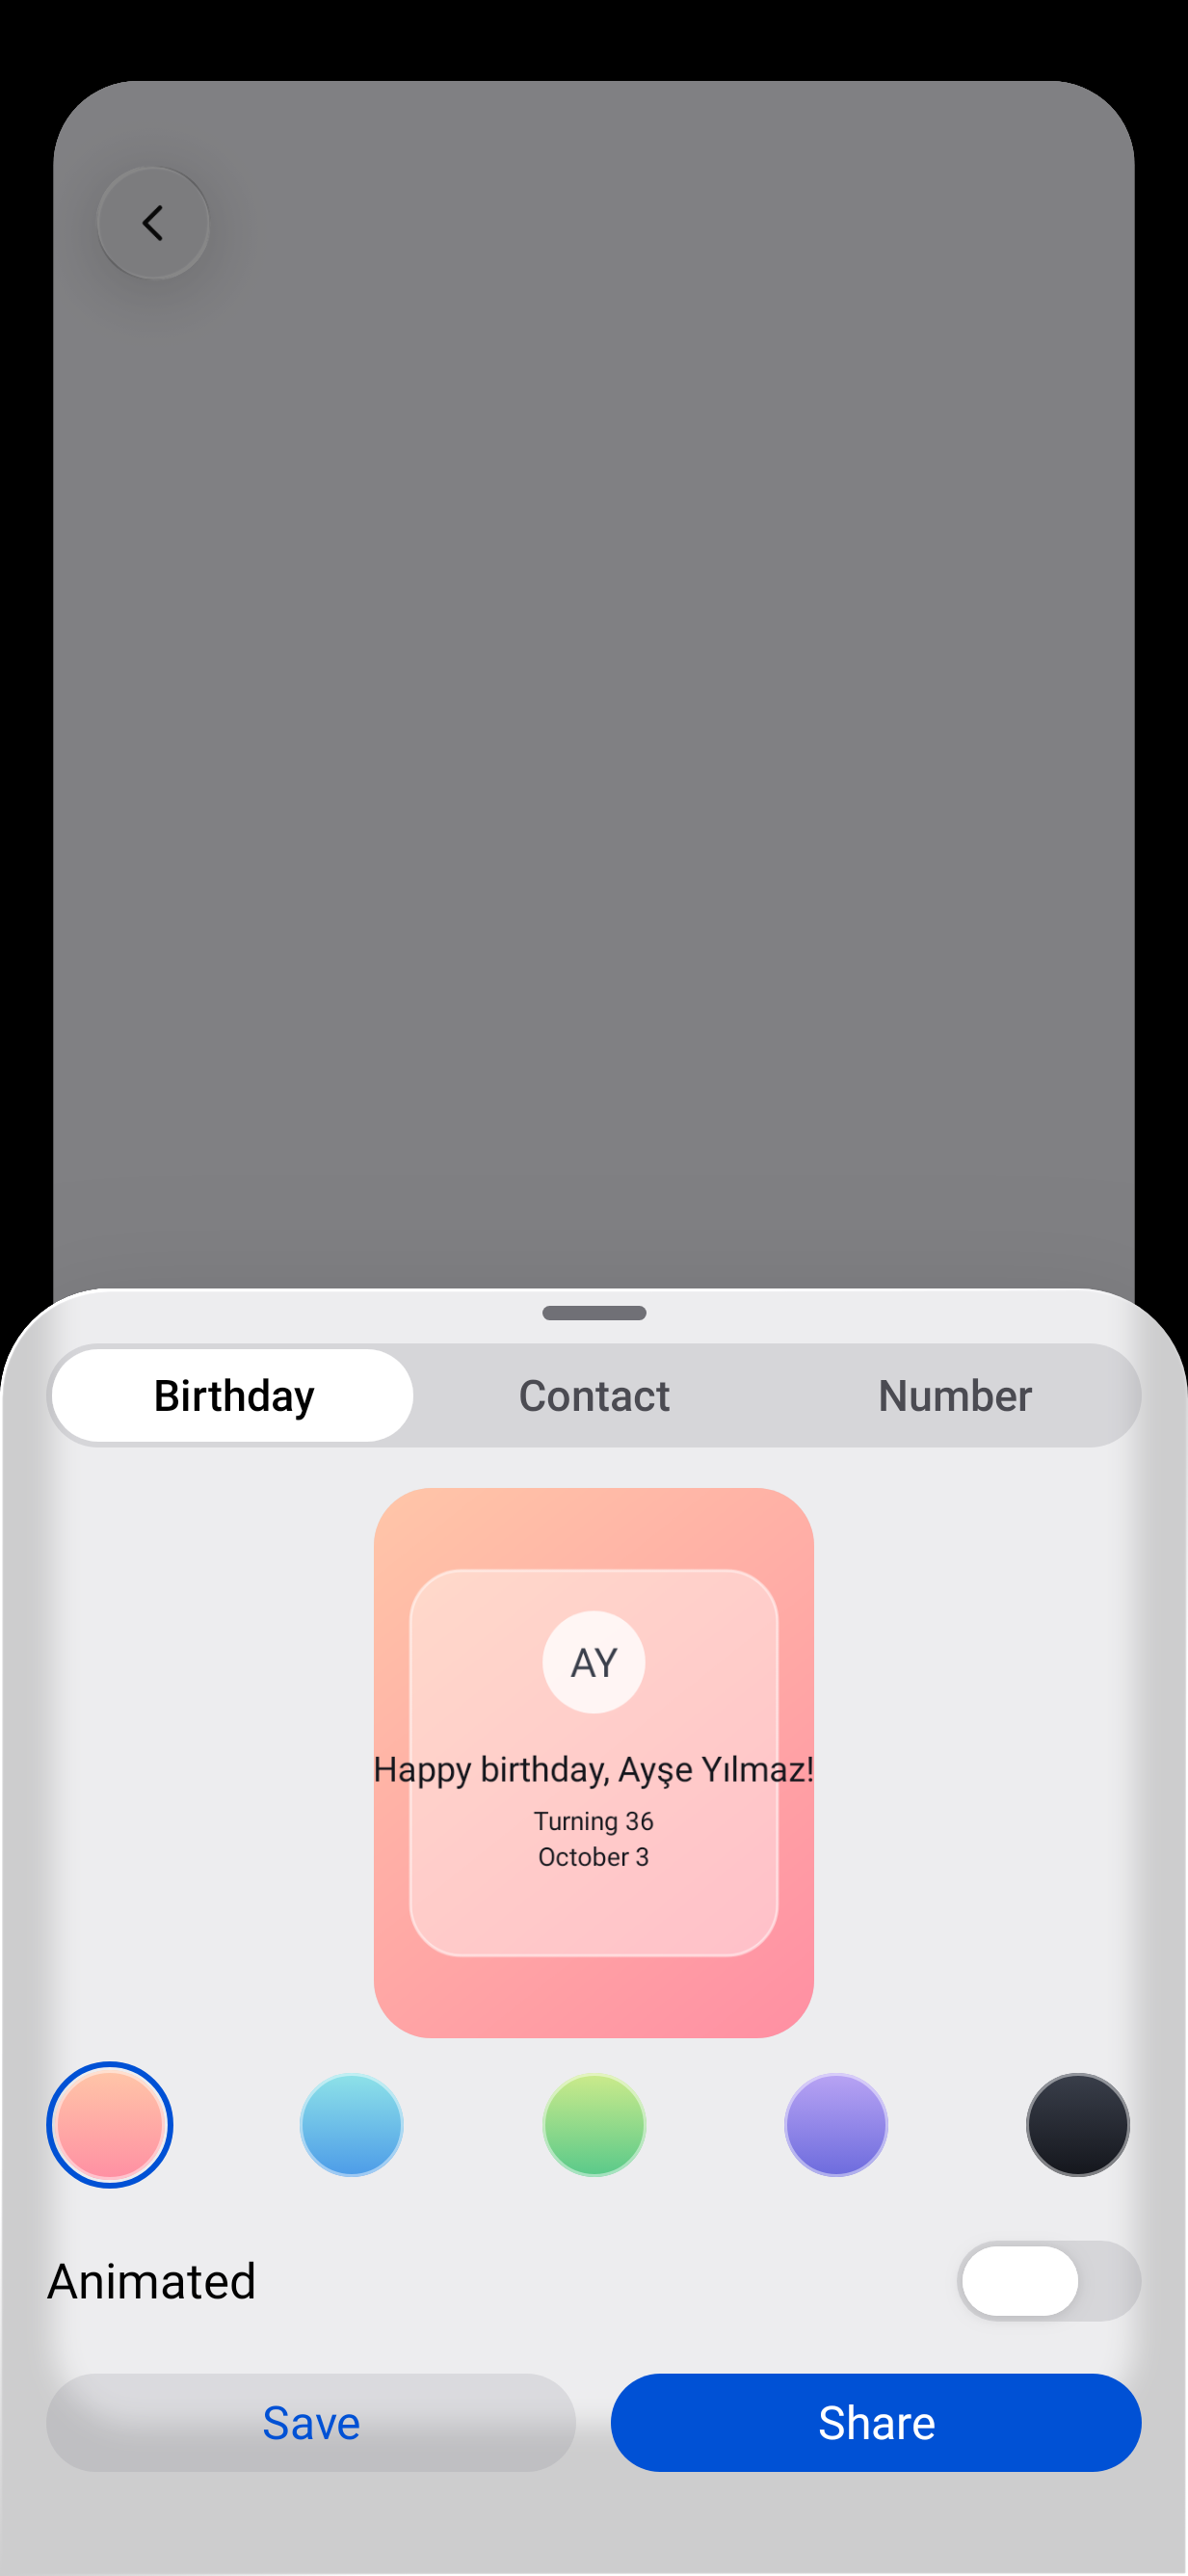 Birthday
Contact
Number
AY
Happy birthday, Ayşe Yılmaz!
Turning 36
October 3
Animated
Save
Share